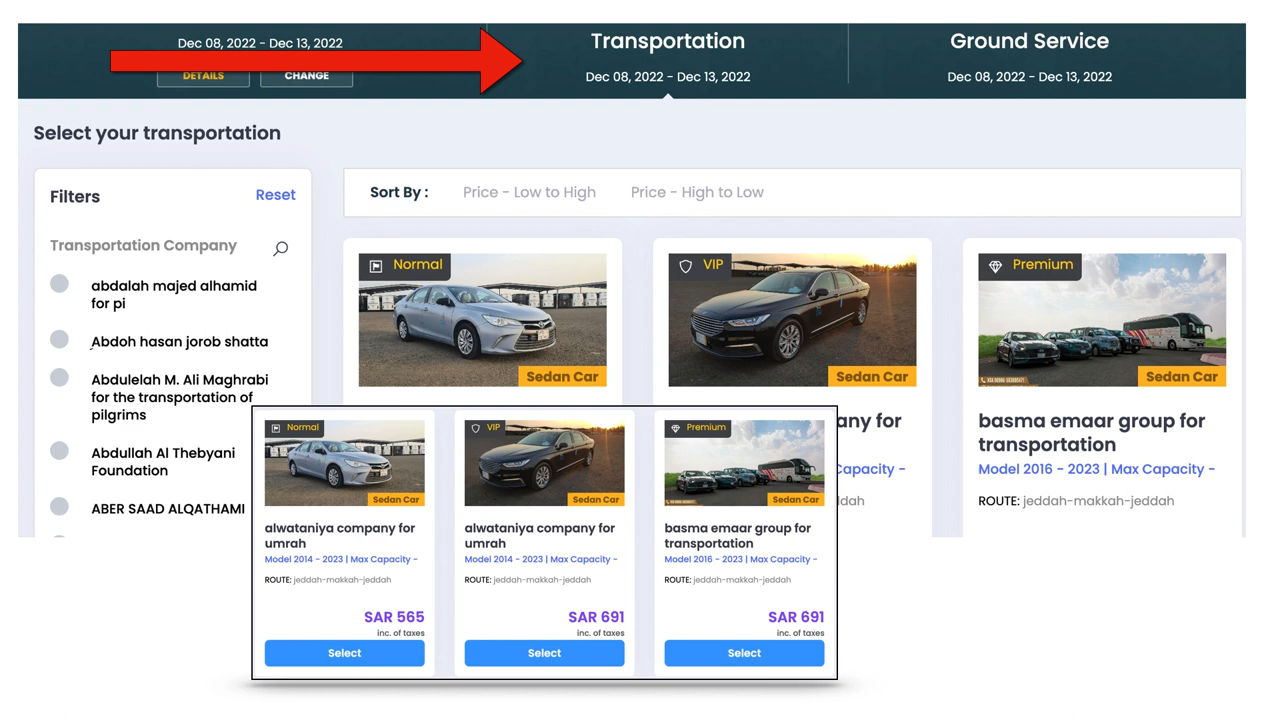 Dec 08, 2022 - Dec 13, 2022
DETAILS
CHANGE
Transportation
Dec 08, 2022 - Dec 13, 2022
Ground Service
Dec 08, 2022 - Dec 13, 2022
Select your transportation
Filters
Reset
Transportation Company
abdalah majed alhamid
for pi
Abdoh hasan jorob shatta
Abdulelah M. Ali Maghrabi
for the transportation of
pilgrims
Abdullah Al Thebyani
Foundation
ABER SAAD ALQATHAMI
Sort By :
Price - Low to High
Price - High to Low
Normal
Sedan Car
VIP
Sedan Car
any for
Capacity -
dah
Premium
Sedan Car
basma emaar group for
transportation
Model 2016 - 2023 | Max Capacity -
ROUTE: jeddah-makkah-jeddah
Normal
Sedan Car
alwataniya company for
umrah
Model 2014 - 2023 | Max Capacity -
ROUTE: jeddah-makkah-jeddah
SAR 565
inc. of taxes
Select
VIP
Sedan Car
alwataniya company for
umrah
Model 2014 - 2023 | Max Capacity -
ROUTE: jeddah-makkah-jeddah
SAR 691
inc. of taxes
Select
Premium
Sedan Car
basma emaar group for
transportation
Model 2016 - 2023 | Max Capacity -
ROUTE: jeddah-makkah-jeddah
SAR 691
inc. of taxes
Select